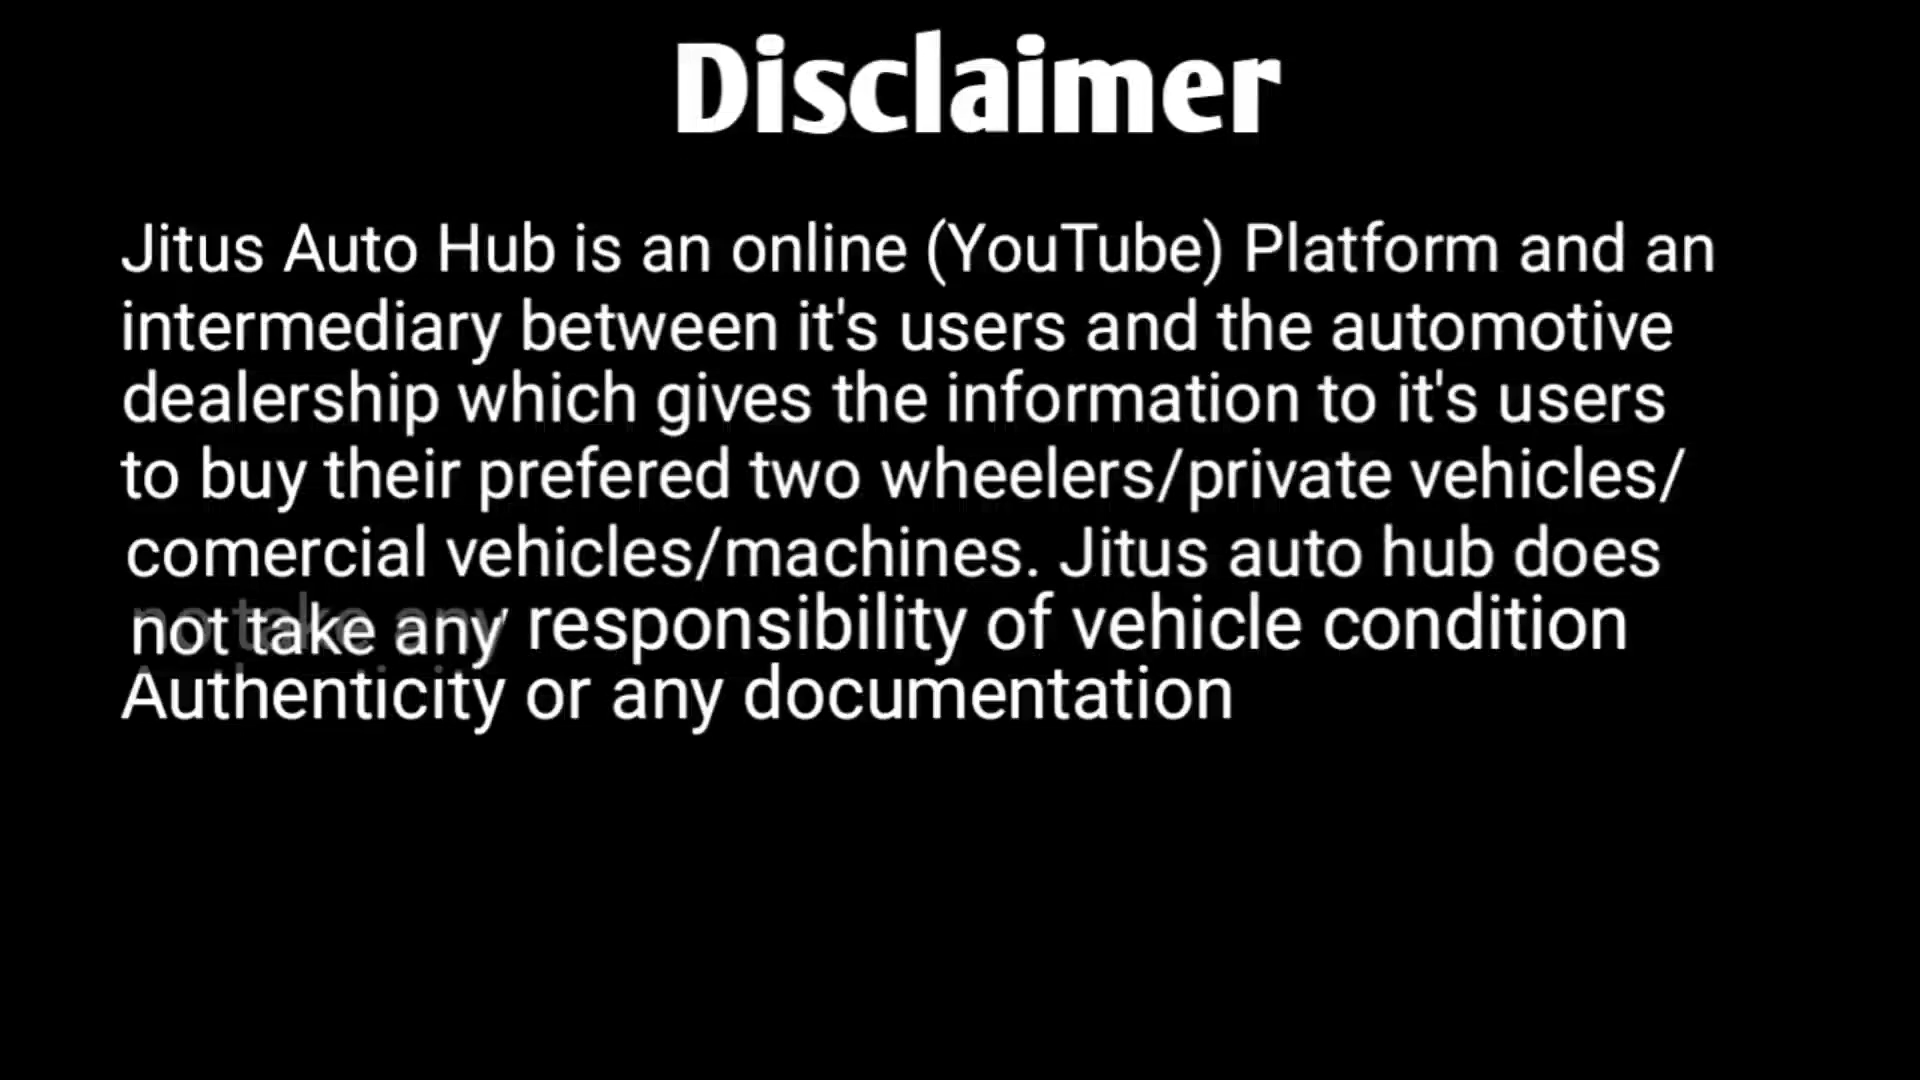 Disclaimer
Jitus Auto Hub is an online (YouTube) Platform and an
intermediary between it's users and the automotive
dealership which gives the information to it's users
to buy their prefered two wheelers/private vehicles/
comercial vehicles/machines. Jitus auto hub does
not take any responsibility of vehicle condition
Authenticity or any documentation